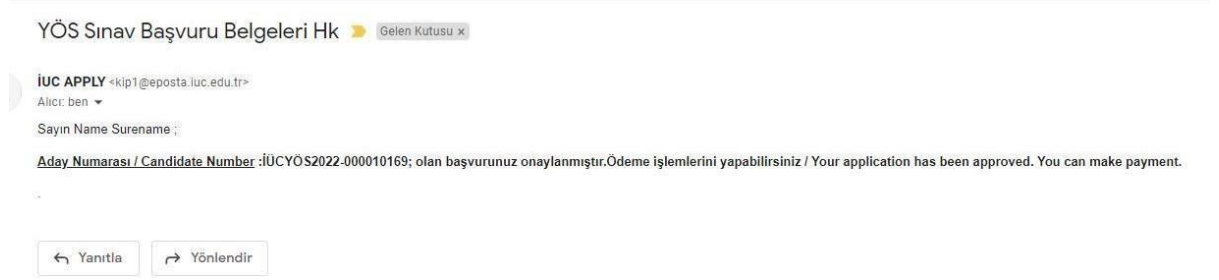 YÖS Sınav Başvuru Belgeleri Hk Gelen Kutusu x
İUC APPLY <kip1@eposta.iuc.edu.tr>
Alıcı: ben
Sayın Name Surename ;
Aday Numarası / Candidate Number :İÜCYÖS2022-000010169; olan başvurunuz onaylanmıştır.Ödeme işlemlerini yapabilirsiniz / Your application has been approved. You can make payment.
.
Yanıtla Yönlendir